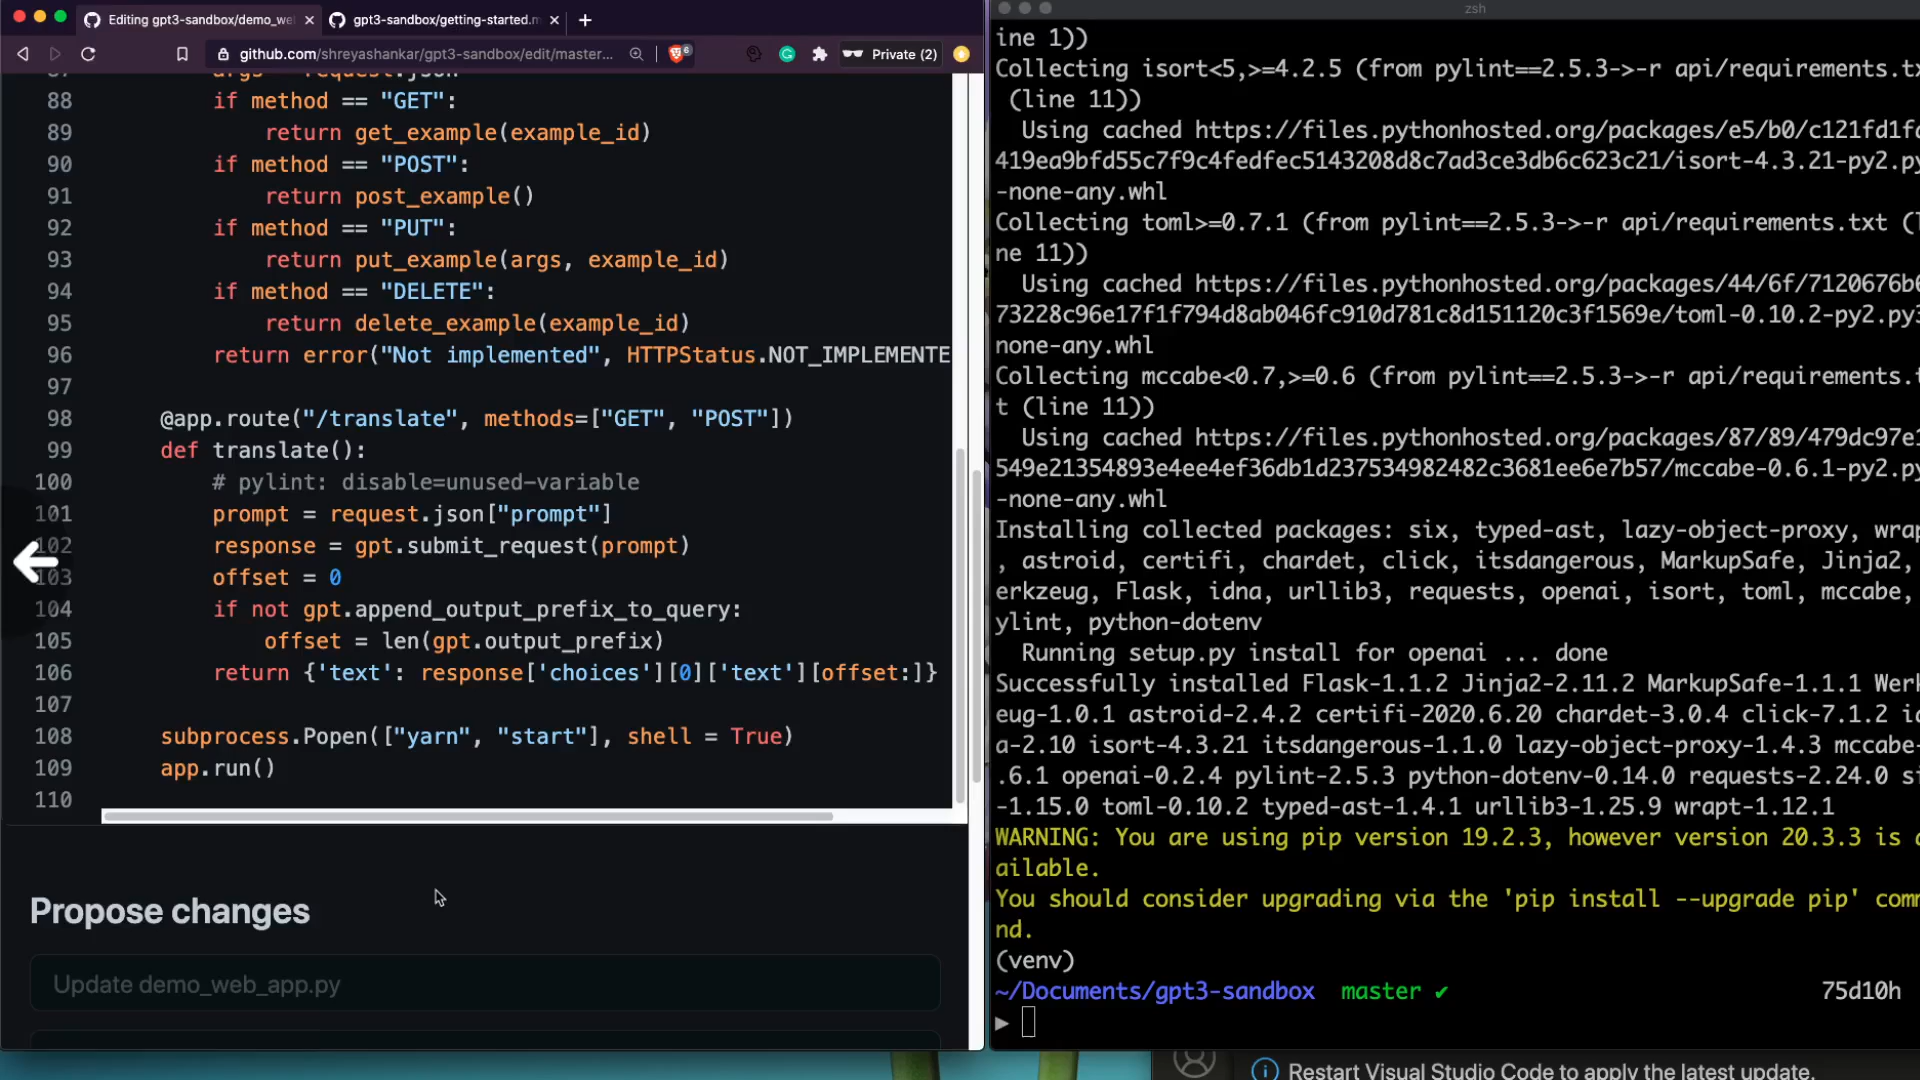 Editing gpt3-sandbox/demo_we
gpt3-sandbox/getting-started.m
github.com/shreyashankar/gpt3-sandbox/edit/master...
6
Private (2)
87 args = request.json
88 if method == "GET":
89 return get_example(example_id)
90 if method == "POST":
91 return post_example()
92 if method == "PUT":
93 return put_example(args, example_id)
94 if method == "DELETE":
95 return delete_example(example_id)
96 return error("Not implemented", HTTPStatus.NOT_IMPLEMENTE
97
98 @app.route("/translate", methods=["GET", "POST"])
99 def translate():
100 # pylint: disable=unused-variable
101 prompt = request.json["prompt"]
102 response = gpt.submit_request(prompt)
103 offset = 0
104 if not gpt.append_output_prefix_to_query:
105 offset = len(gpt.output_prefix)
106 return {'text': response['choices'][0]['text'][offset:]}
107
108 subprocess.Popen(["yarn", "start"], shell = True)
109 app.run()
110
Propose changes
Update demo_web_app.py
zsh
ine 1))
Collecting isort<5,>=4.2.5 (from pylint==2.5.3->-r api/requirements.tx
(line 11))
Using cached https://files.pythonhosted.org/packages/e5/b0/c121fd1fa
419ea9bfd55c7f9c4fedfec5143208d8c7ad3ce3db6c623c21/isort-4.3.21-py2.py
-none-any.whl
Collecting toml>=0.7.1 (from pylint==2.5.3->-r api/requirements.txt (l
ne 11))
Using cached https://files.pythonhosted.org/packages/44/6f/7120676b6
73228c96e17f1f794d8ab046fc910d781c8d151120c3f1569e/toml-0.10.2-py2.py3
none-any.whl
Collecting mccabe<0.7,>=0.6 (from pylint==2.5.3->-r api/requirements.t
t (line 11))
Using cached https://files.pythonhosted.org/packages/87/89/479dc97e1
549e21354893e4ee4ef36db1d237534982482c3681ee6e7b57/mccabe-0.6.1-py2.py
-none-any.whl
Installing collected packages: six, typed-ast, lazy-object-proxy, wrap
, astroid, certifi, chardet, click, itsdangerous, MarkupSafe, Jinja2,
erkzeug, Flask, idna, urllib3, requests, openai, isort, toml, mccabe,
ylint, python-dotenv
Running setup.py install for openai ... done
Successfully installed Flask-1.1.2 Jinja2-2.11.2 MarkupSafe-1.1.1 Werk
eug-1.0.1 astroid-2.4.2 certifi-2020.6.20 chardet-3.0.4 click-7.1.2 id
a-2.10 isort-4.3.21 itsdangerous-1.1.0 lazy-object-proxy-1.4.3 mccabe-
.6.1 openai-0.2.4 pylint-2.5.3 python-dotenv-0.14.0 requests-2.24.0 si
-1.15.0 toml-0.10.2 typed-ast-1.4.1 urllib3-1.25.9 wrapt-1.12.1
WARNING: You are using pip version 19.2.3, however version 20.3.3 is a
ailable.
You should consider upgrading via the 'pip install --upgrade pip' comm
nd.
(venv)
~/Documents/gpt3-sandbox master ✔ 75d10h
Restart Visual Studio Code to apply the latest update.